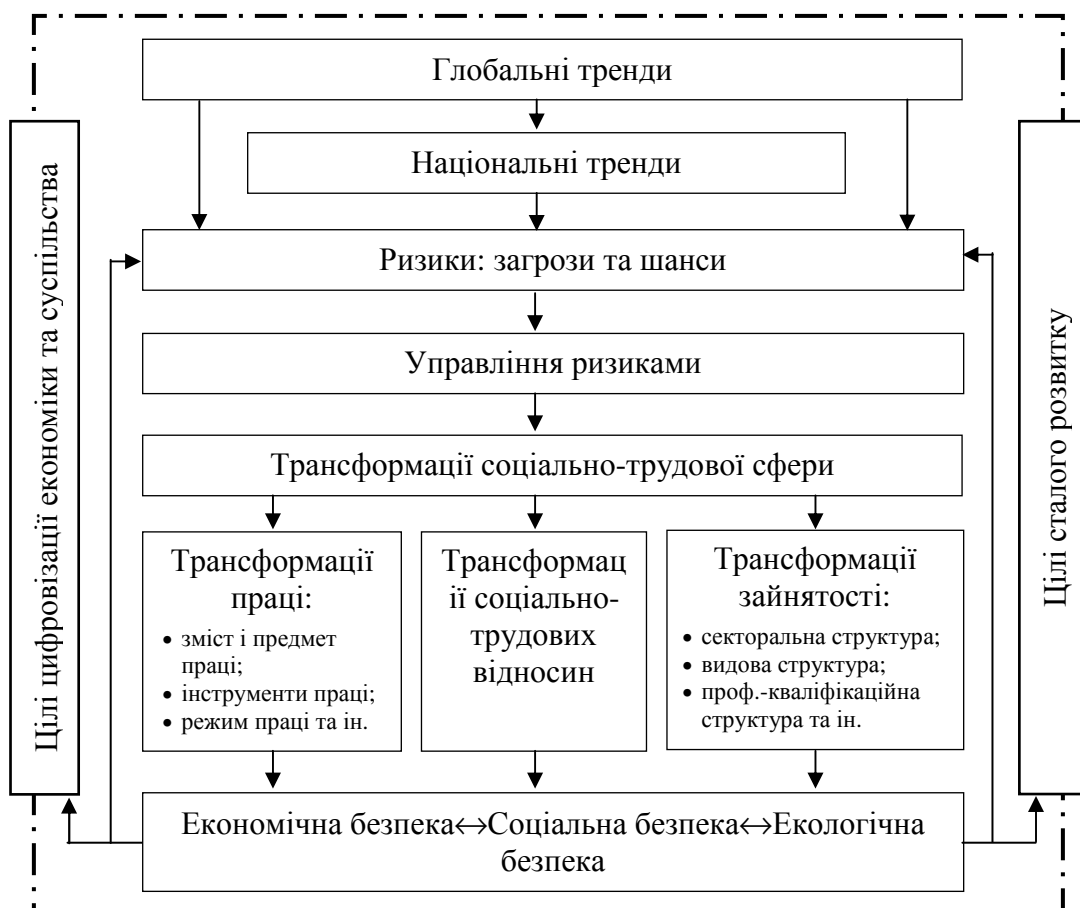 Глобальні тренди
Національні тренди
Ризики: загрози та шанси
Управління ризиками
Трансформації соціально-трудової сфери
Трансформації
праці:
• зміст і предмет
праці;
• інструменти праці;
• режим праці та ін.
Трансформац
ії соціально-
трудових
відносин
Трансформації
зайнятості:
• секторальна структура;
• видова структура;
• проф.-кваліфікаційна
структура та ін.
Економічна безпека↔Соціальна безпека↔Екологічна
безпека
Цілі цифровізації економіки та суспільства
Цілі сталого розвитку